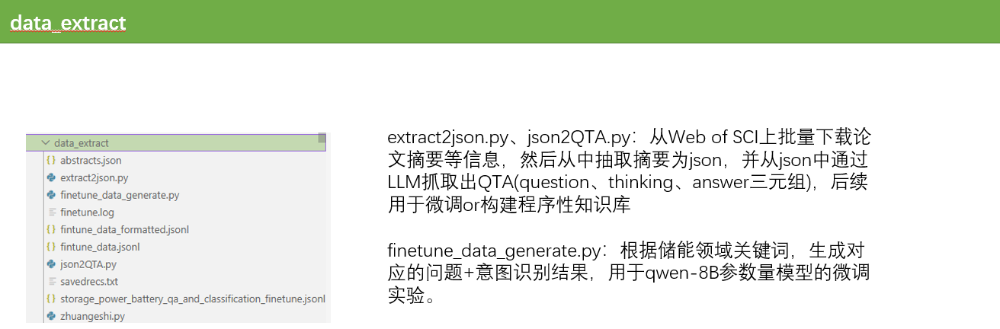 data_extract
data_extract
abstracts.json
extract2json.py
finetune_data_generate.py
finetune.log
fintune_data_formatted.jsonl
fintune_data.jsonl
json2QTA.py
savedrecs.txt
storage_power_battery_qa_and_classification_finetune.jsonl
zhuangeshi.py
extract2json.py、json2QTA.py：从Web of SCI上批量下载论
文摘要等信息，然后从中抽取摘要为json，并从json中通过
LLM抓取出QTA(question、thinking、answer三元组)，后续
用于微调or构建程序性知识库
finetune_data_generate.py：根据储能领域关键词，生成对
应的问题+意图识别结果，用于qwen-8B参数量模型的微调
实验。